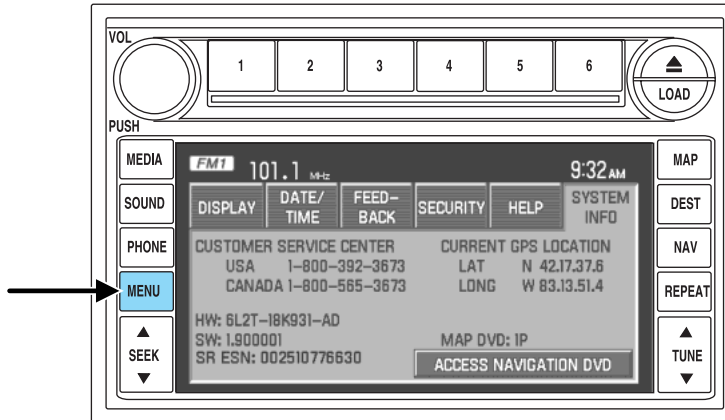 VOL
PUSH
1 2 3 4 5 6
LOAD
MEDIA
SOUND
PHONE
MENU
SEEK
FM1 101.1 MHz 9:32 AM
DISPLAY DATE/TIME FEED-BACK SECURITY HELP SYSTEM INFO
CUSTOMER SERVICE CENTER CURRENT GPS LOCATION
USA 1-800-392-3673 LAT N 42.17.37.6
CANADA 1-800-565-3673 LONG W 83.13.51.4
HW: 6L2T-18K931-AD
SW: 1.900001 MAP DVD: 1P
SR ESN: 002510776630 ACCESS NAVIGATION DVD
MAP
DEST
NAV
REPEAT
TUNE